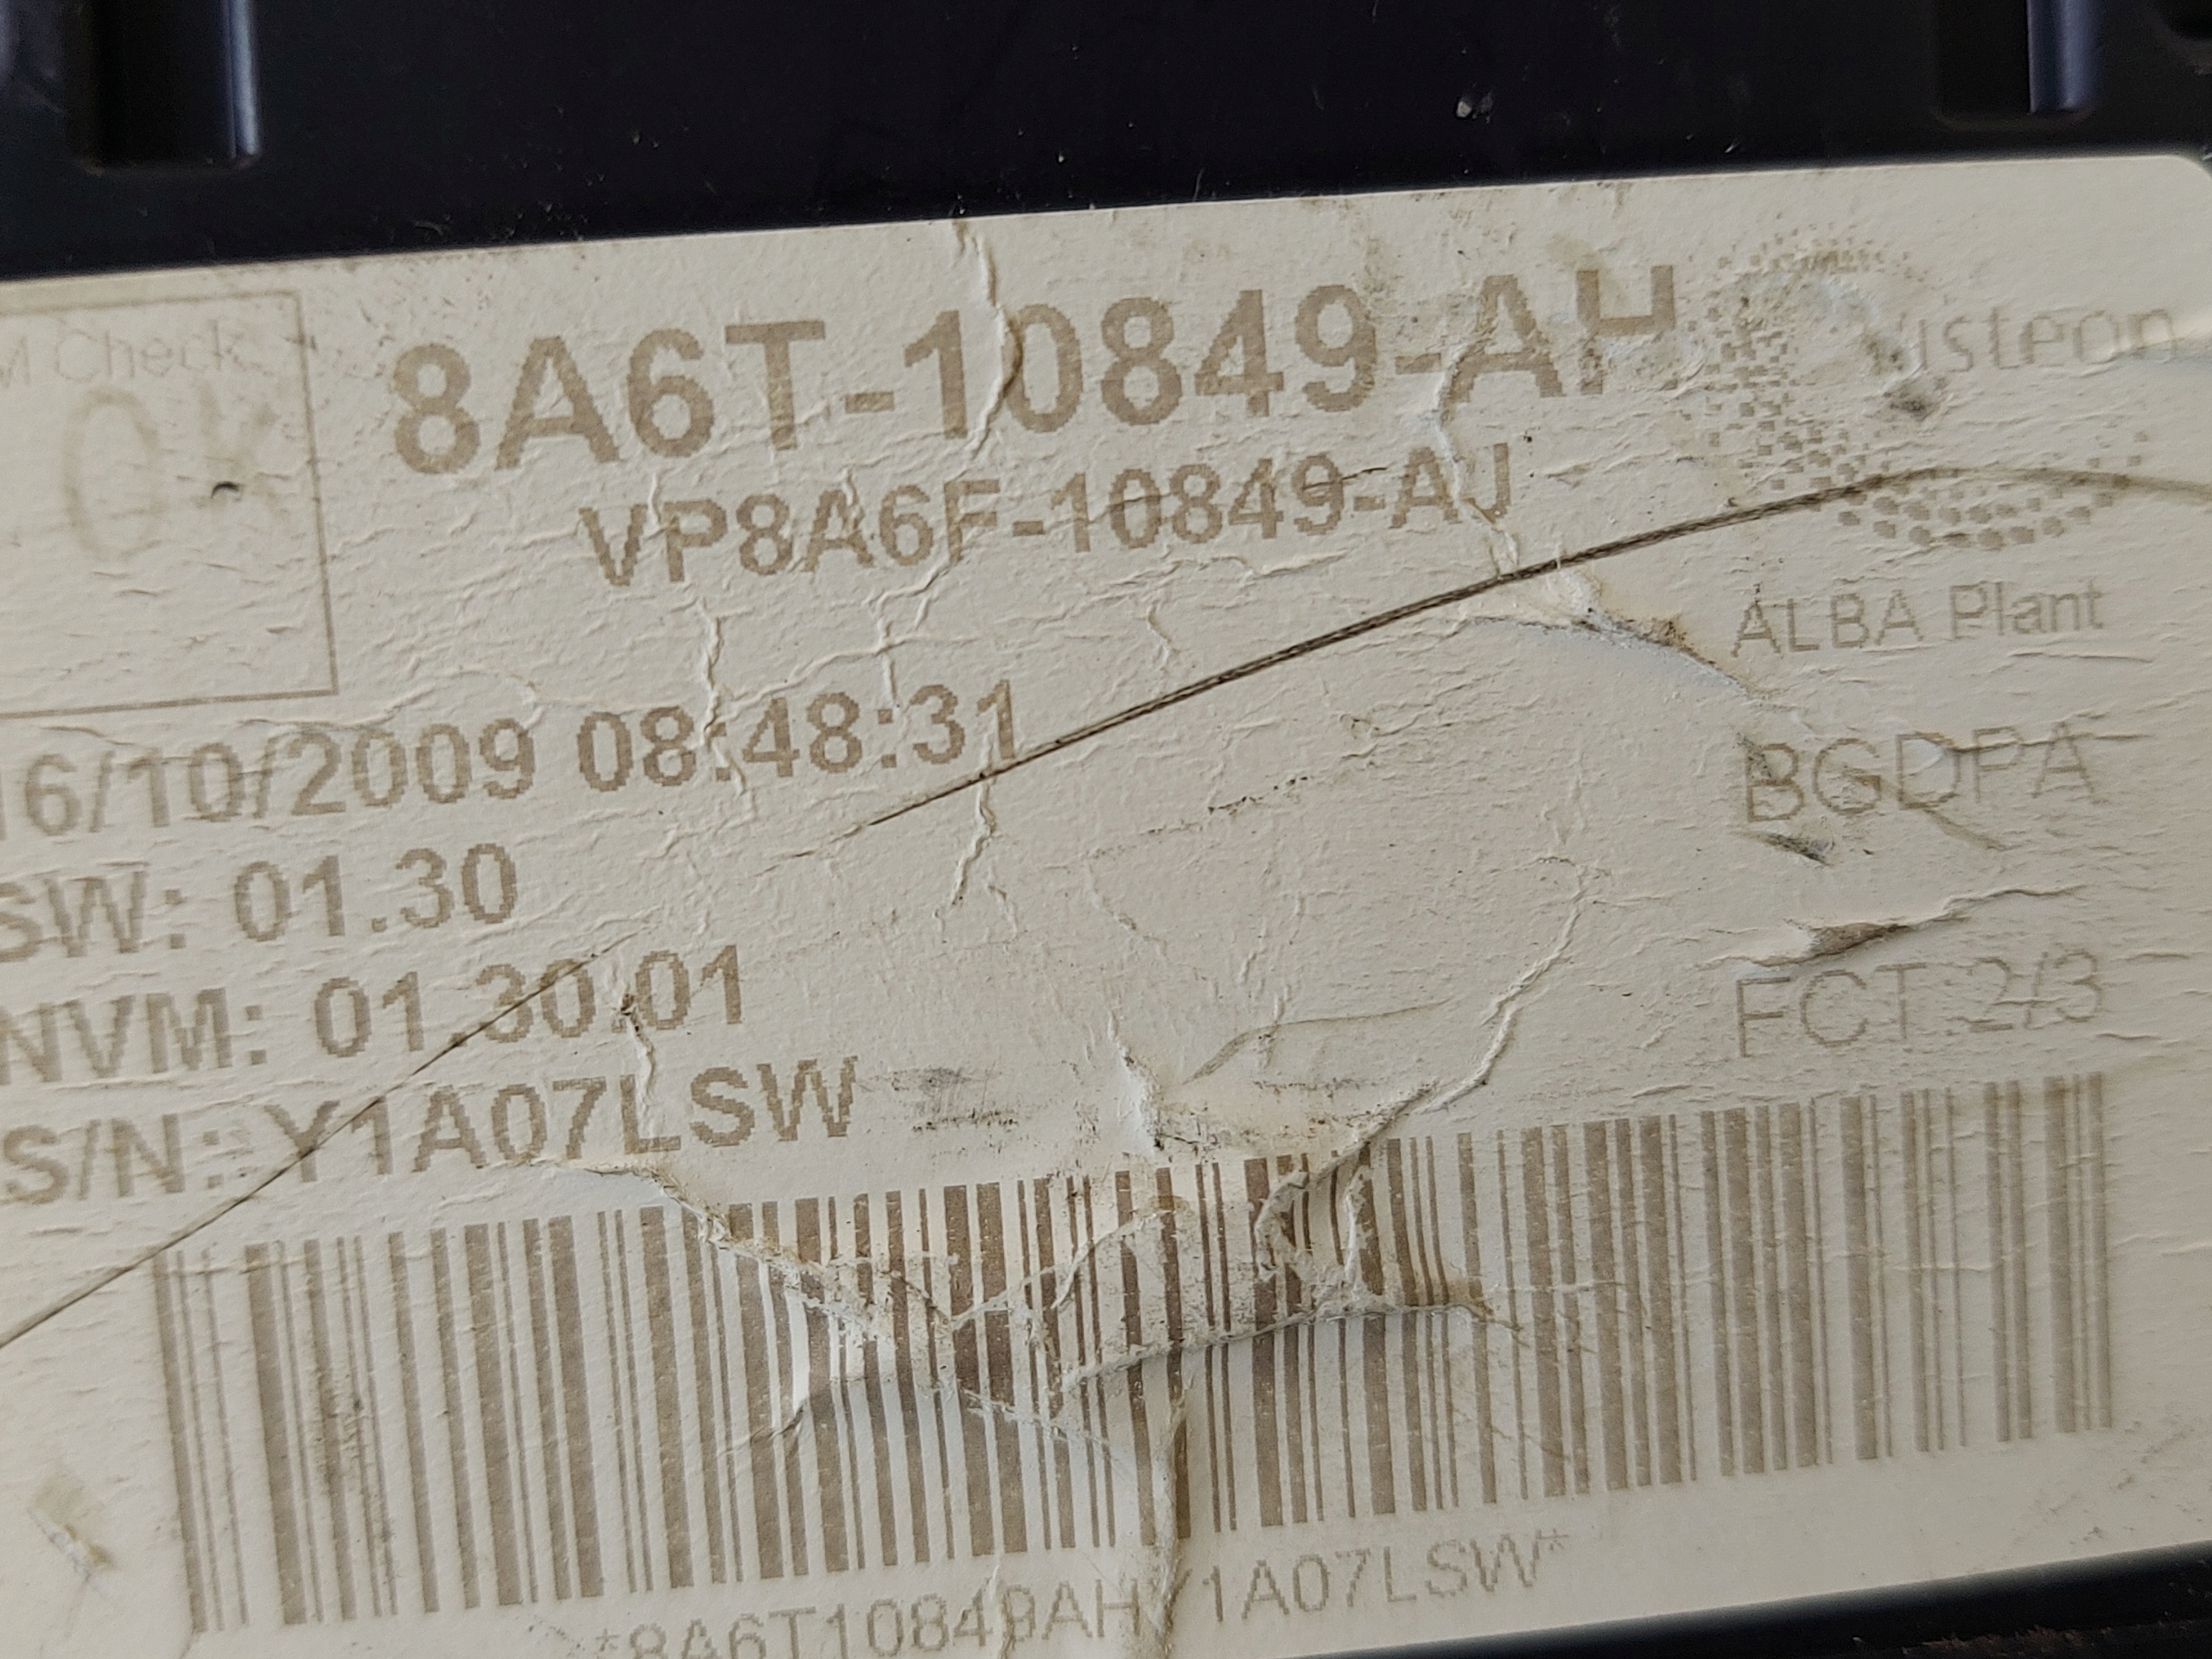 M Check
OK
8A6T-10849-AH
Visteon
VP8A6F-10849-AJ
ALBA Plant
16/10/2009 08:48:31
BGDPA
SW: 01.30
NVM: 01.30.01
FCT:2/3
S/N: Y1A07LSW
*8A6T10849AHY1A07LSW*